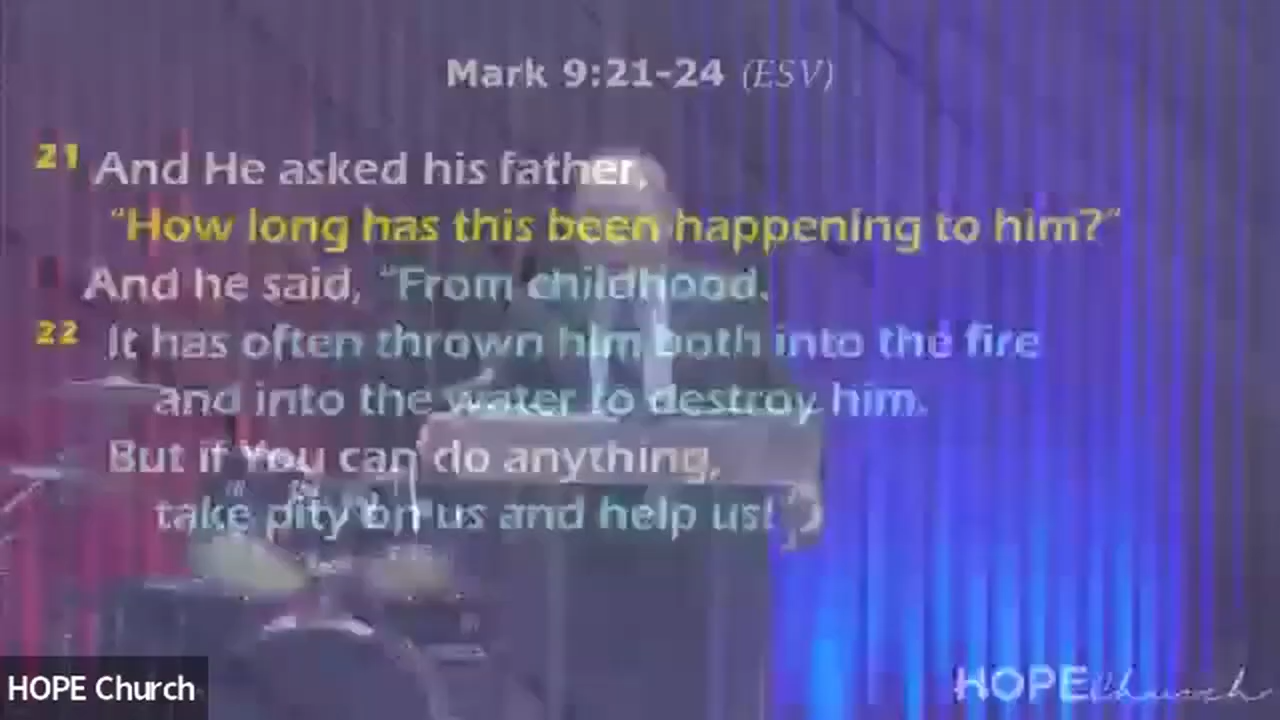 Mark 9:21-24 (ESV)
21 And He asked his father,
“How long has this been happening to him?”
And he said, “From childhood.
22 It has often thrown him both into the fire
and into the water to destroy him.
But if You can do anything,
take pity on us and help us!”
HOPE Church
HOPE Church